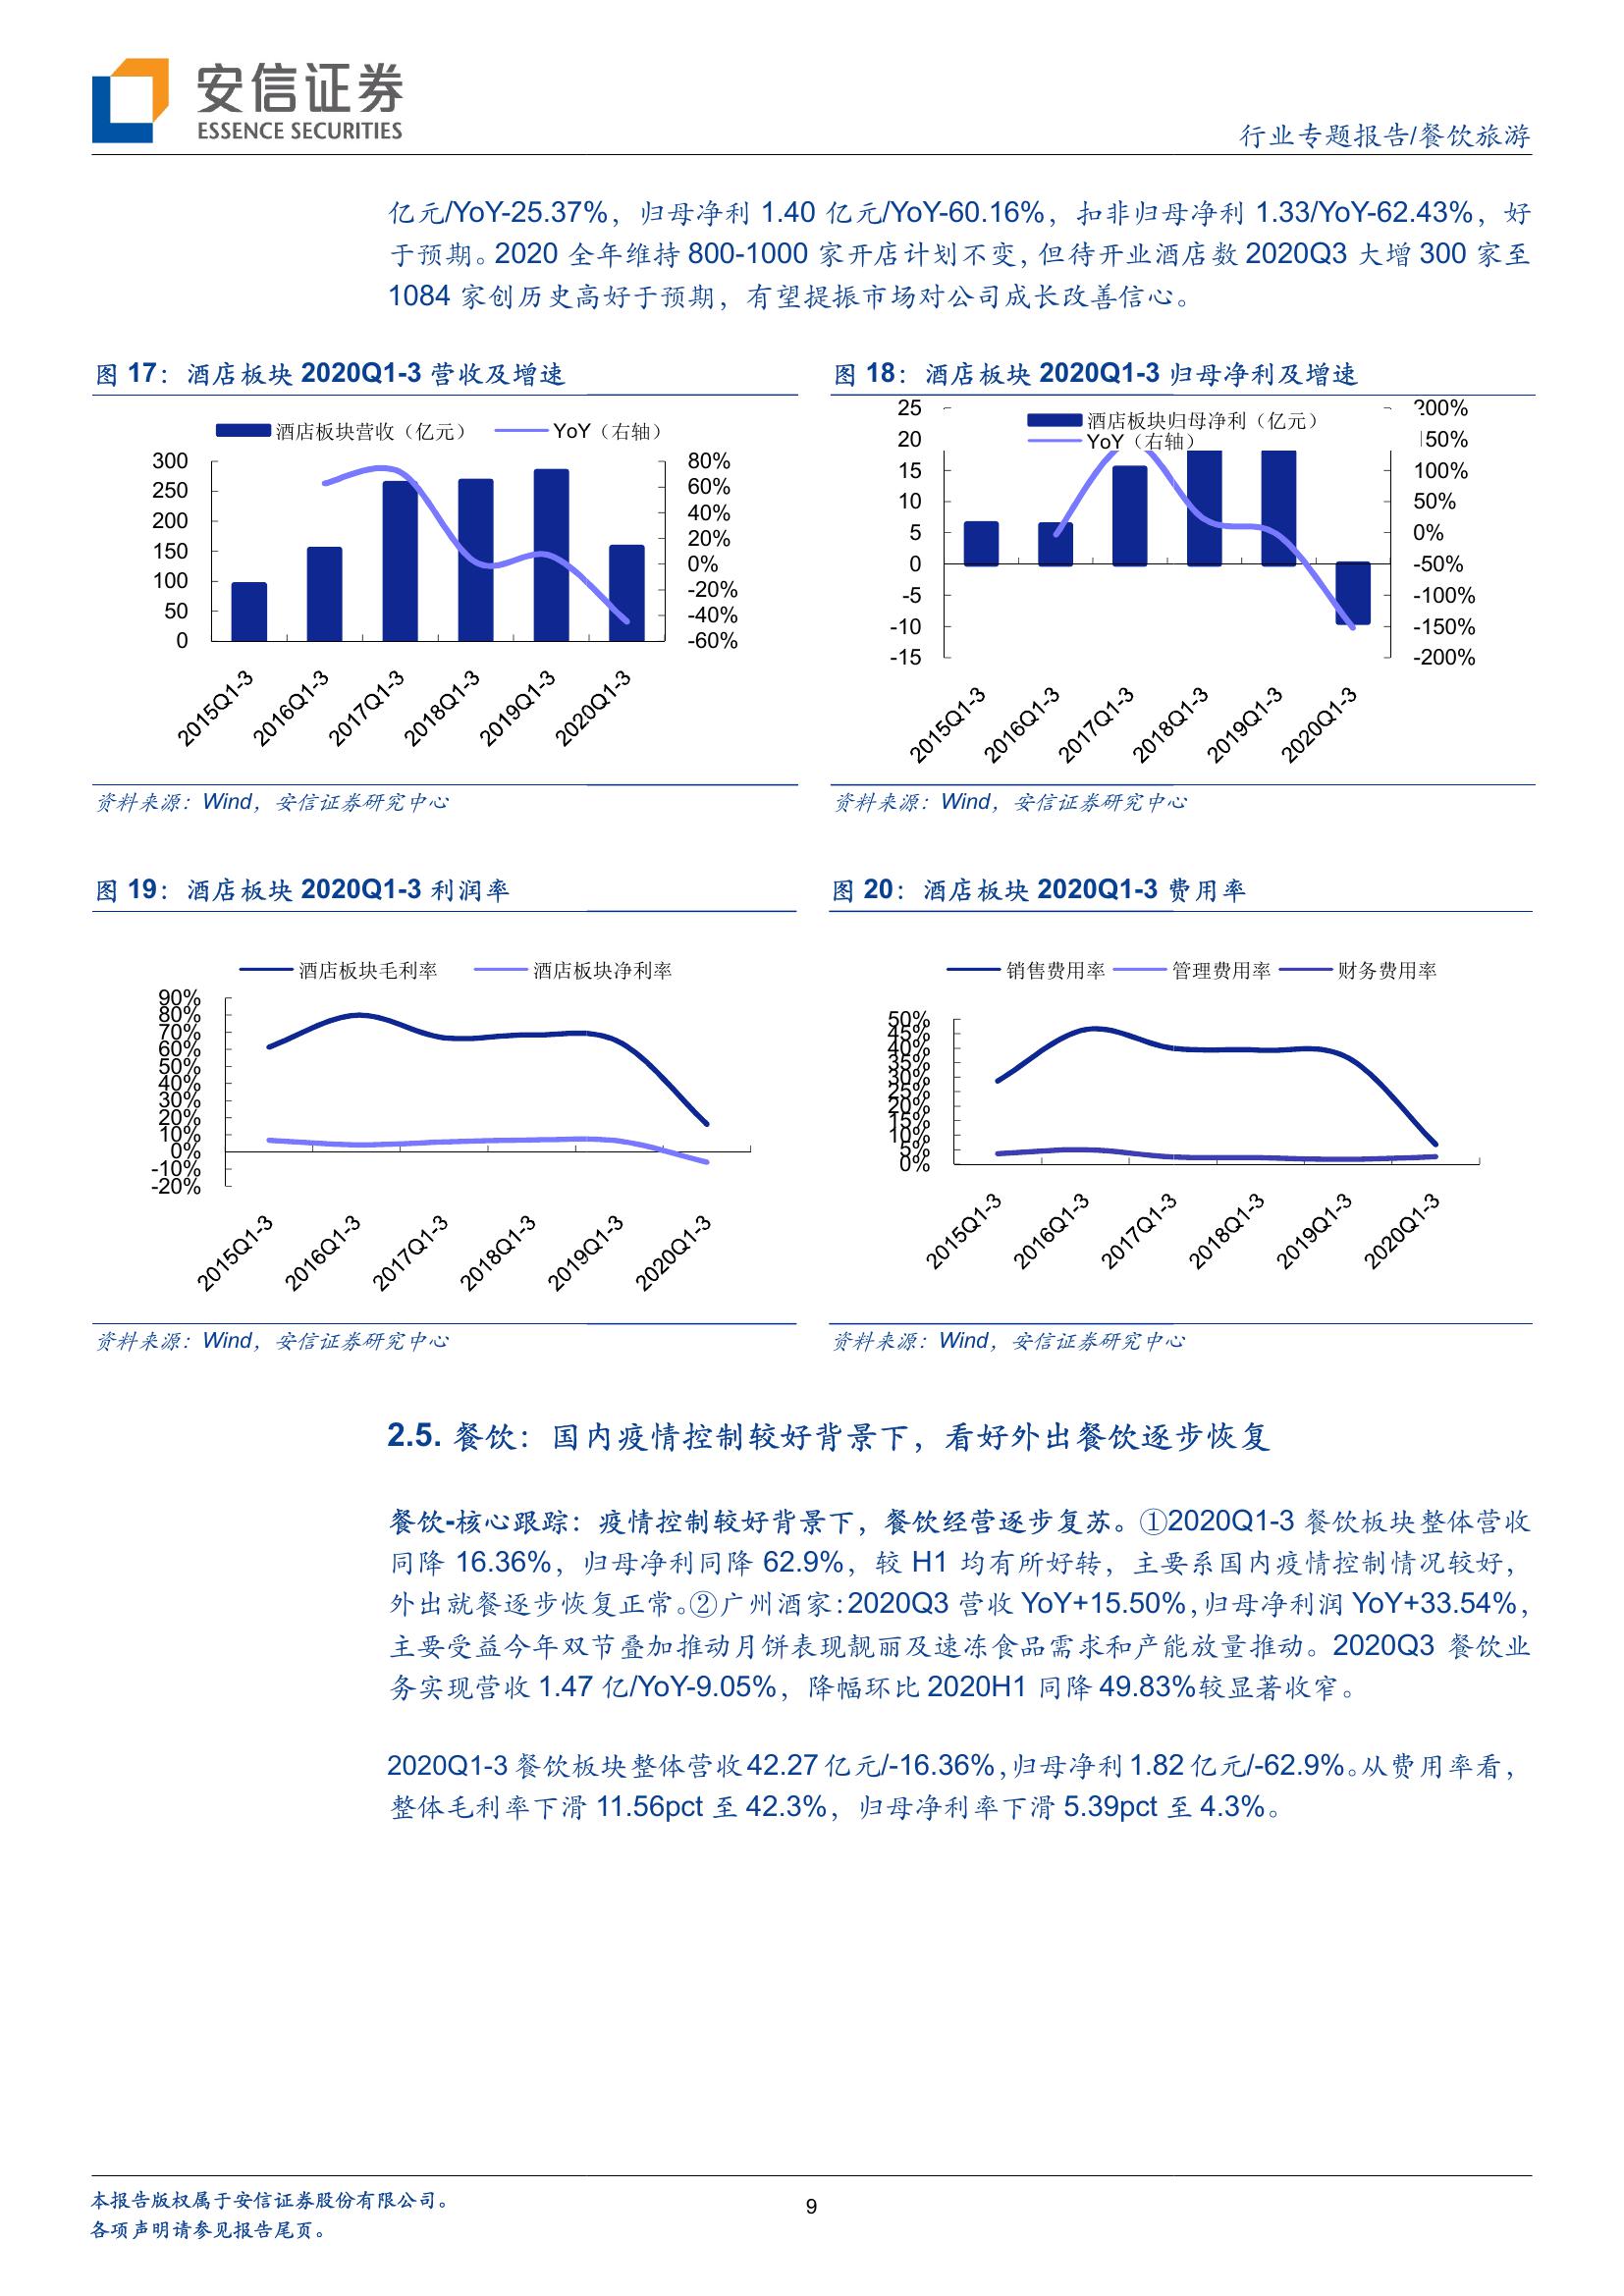 安信证券
ESSENCE SECURITIES
行业专题报告/餐饮旅游
亿元/YoY-25.37%，归母净利 1.40 亿元/YoY-60.16%，扣非归母净利 1.33/YoY-62.43%，好
于预期。2020 全年维持 800-1000 家开店计划不变，但待开业酒店数 2020Q3 大增 300 家至
1084 家创历史高好于预期，有望提振市场对公司成长改善信心。
图 17：酒店板块 2020Q1-3 营收及增速
酒店板块营收（亿元） YoY（右轴）
300
250
200
150
100
50
0
80%
60%
40%
20%
0%
-20%
-40%
-60%
2015Q1-3
2016Q1-3
2017Q1-3
2018Q1-3
2019Q1-3
2020Q1-3
资料来源：Wind，安信证券研究中心
图 18：酒店板块 2020Q1-3 归母净利及增速
酒店板块归母净利（亿元）
YoY（右轴）
25
20
15
10
5
0
-5
-10
-15
200%
150%
100%
50%
0%
-50%
-100%
-150%
-200%
2015Q1-3
2016Q1-3
2017Q1-3
2018Q1-3
2019Q1-3
2020Q1-3
资料来源：Wind，安信证券研究中心
图 19：酒店板块 2020Q1-3 利润率
酒店板块毛利率 酒店板块净利率
90%
80%
70%
60%
50%
40%
30%
20%
10%
0%
-10%
-20%
2015Q1-3
2016Q1-3
2017Q1-3
2018Q1-3
2019Q1-3
2020Q1-3
资料来源：Wind，安信证券研究中心
图 20：酒店板块 2020Q1-3 费用率
销售费用率 管理费用率 财务费用率
50%
45%
40%
35%
30%
25%
20%
15%
10%
5%
0%
2015Q1-3
2016Q1-3
2017Q1-3
2018Q1-3
2019Q1-3
2020Q1-3
资料来源：Wind，安信证券研究中心
2.5. 餐饮：国内疫情控制较好背景下，看好外出餐饮逐步恢复
餐饮-核心跟踪：疫情控制较好背景下，餐饮经营逐步复苏。①2020Q1-3 餐饮板块整体营收
同降 16.36%，归母净利同降 62.9%，较 H1 均有所好转，主要系国内疫情控制情况较好，
外出就餐逐步恢复正常。②广州酒家：2020Q3 营收 YoY+15.50%，归母净利润 YoY+33.54%，
主要受益今年双节叠加推动月饼表现靓丽及速冻食品需求和产能放量推动。2020Q3 餐饮业
务实现营收 1.47 亿/YoY-9.05%，降幅环比 2020H1 同降 49.83%较显著收窄。
2020Q1-3 餐饮板块整体营收 42.27 亿元/-16.36%，归母净利 1.82 亿元/-62.9%。从费用率看，
整体毛利率下滑 11.56pct 至 42.3%，归母净利率下滑 5.39pct 至 4.3%。
本报告版权属于安信证券股份有限公司。
各项声明请参见报告尾页。
9